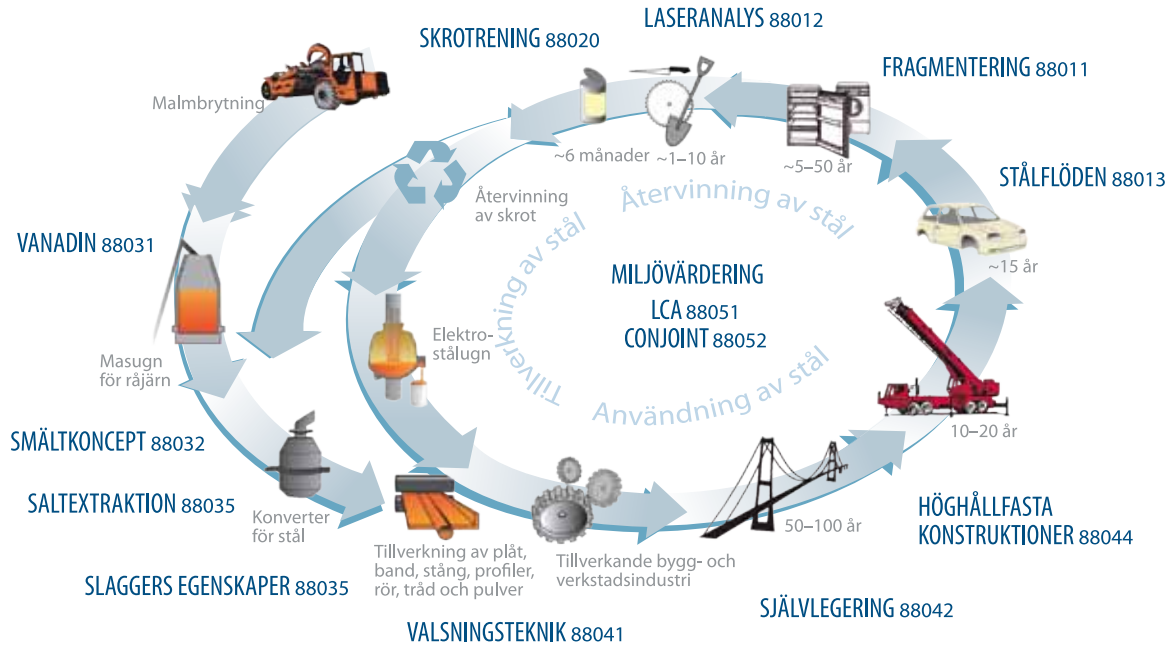 LASERANALYS 88012
SKROTRENING 88020
FRAGMENTERING 88011
Malmbrytning
~6 månader
~1–10 år
~5–50 år
STÅLFLÖDEN 88013
Återvinning
av skrot
Återvinning av stål
VANADIN 88031
~15 år
MILJÖVÄRDERING
LCA 88051
CONJOINT 88052
Tillverkning av stål
Elektro-
stålugn
Masugn
för råjärn
Användning av stål
10–20 år
SMÄLTKONCEPT 88032
SALTEXTRAKTION 88035
Konverter
för stål
50–100 år
HÖGHÅLLFASTA
KONSTRUKTIONER 88044
Tillverkning av plåt,
band, stång, profiler,
rör, tråd och pulver
Tillverkande bygg- och
verkstadsindustri
SLAGGERS EGENSKAPER 88035
SJÄLVLEGERING 88042
VALSNINGSTEKNIK 88041